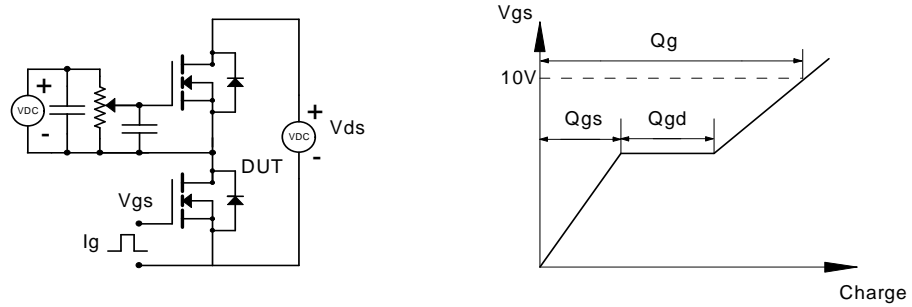 +
VDC
-
+
VDC
-
Vds
DUT
Vgs
Ig
Vgs
Qg
10V
Qgs
Qgd
Charge